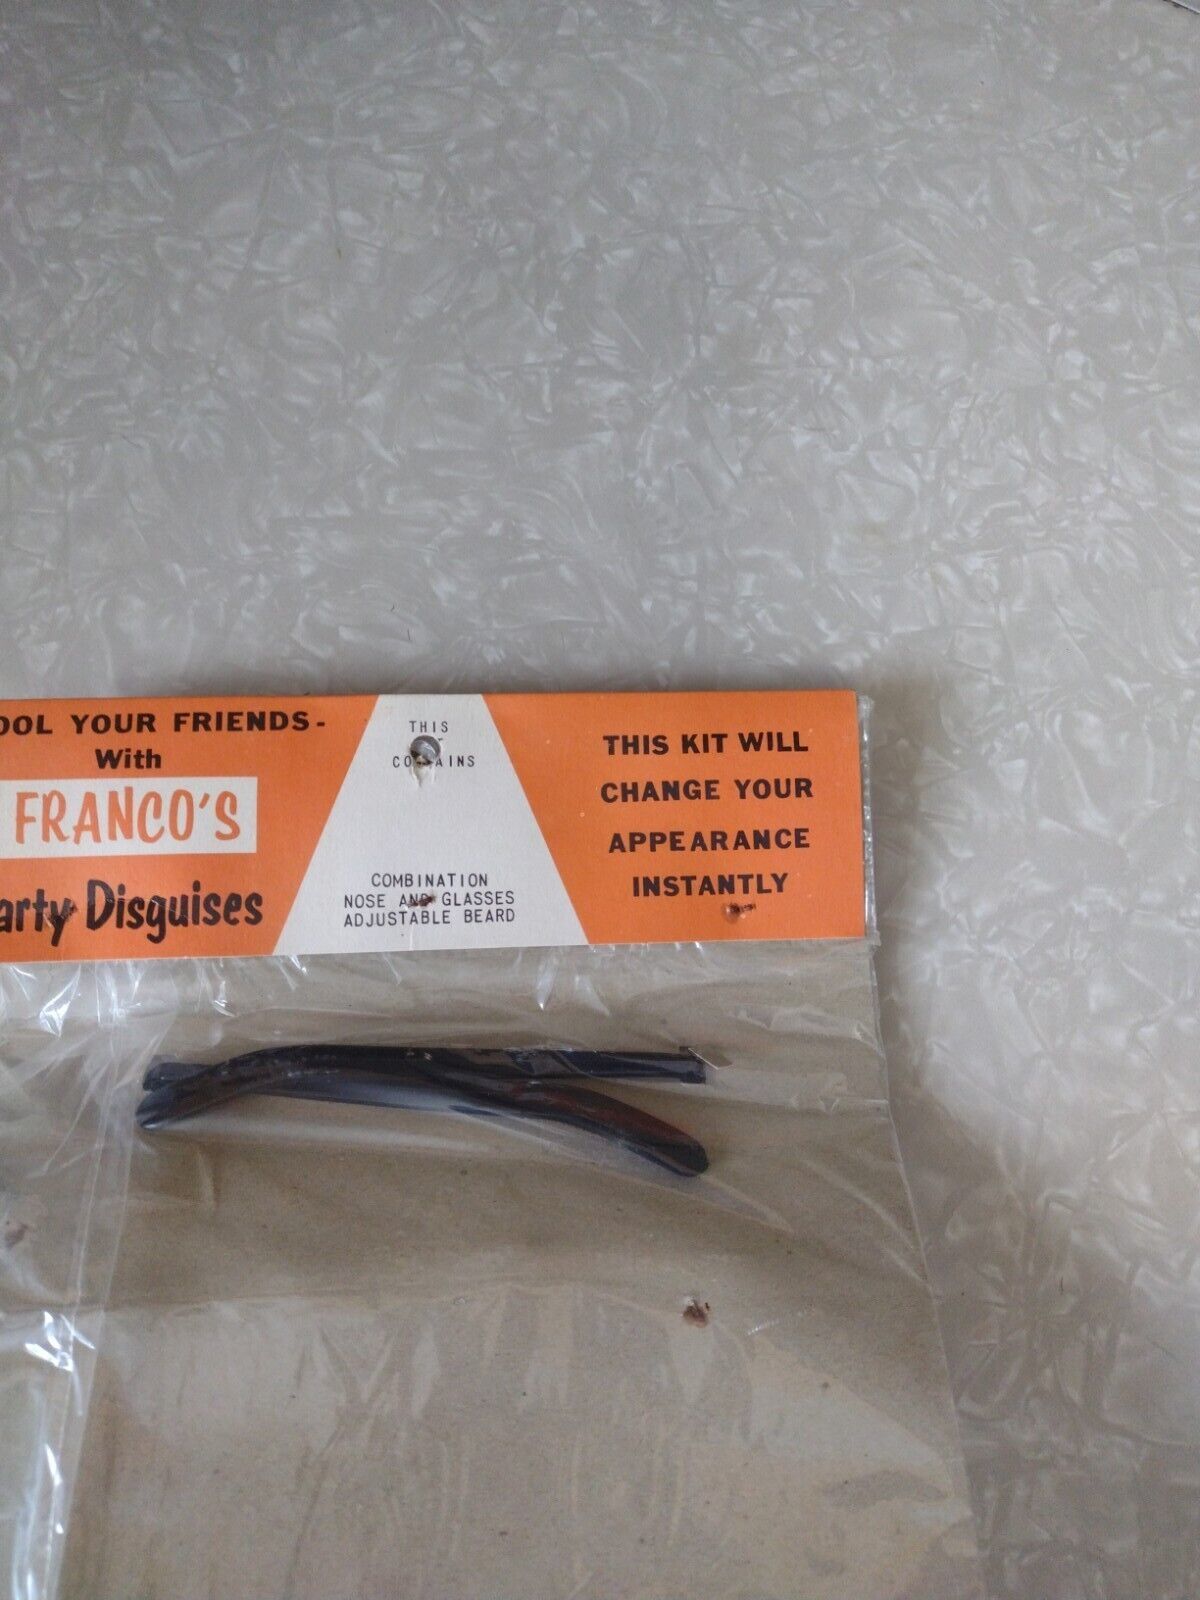 OOL YOUR FRIENDS-
With
FRANCO'S
arty Disguises
THIS
CONTAINS
COMBINATION
NOSE AND GLASSES
ADJUSTABLE BEARD
THIS KIT WILL
CHANGE YOUR
APPEARANCE
INSTANTLY